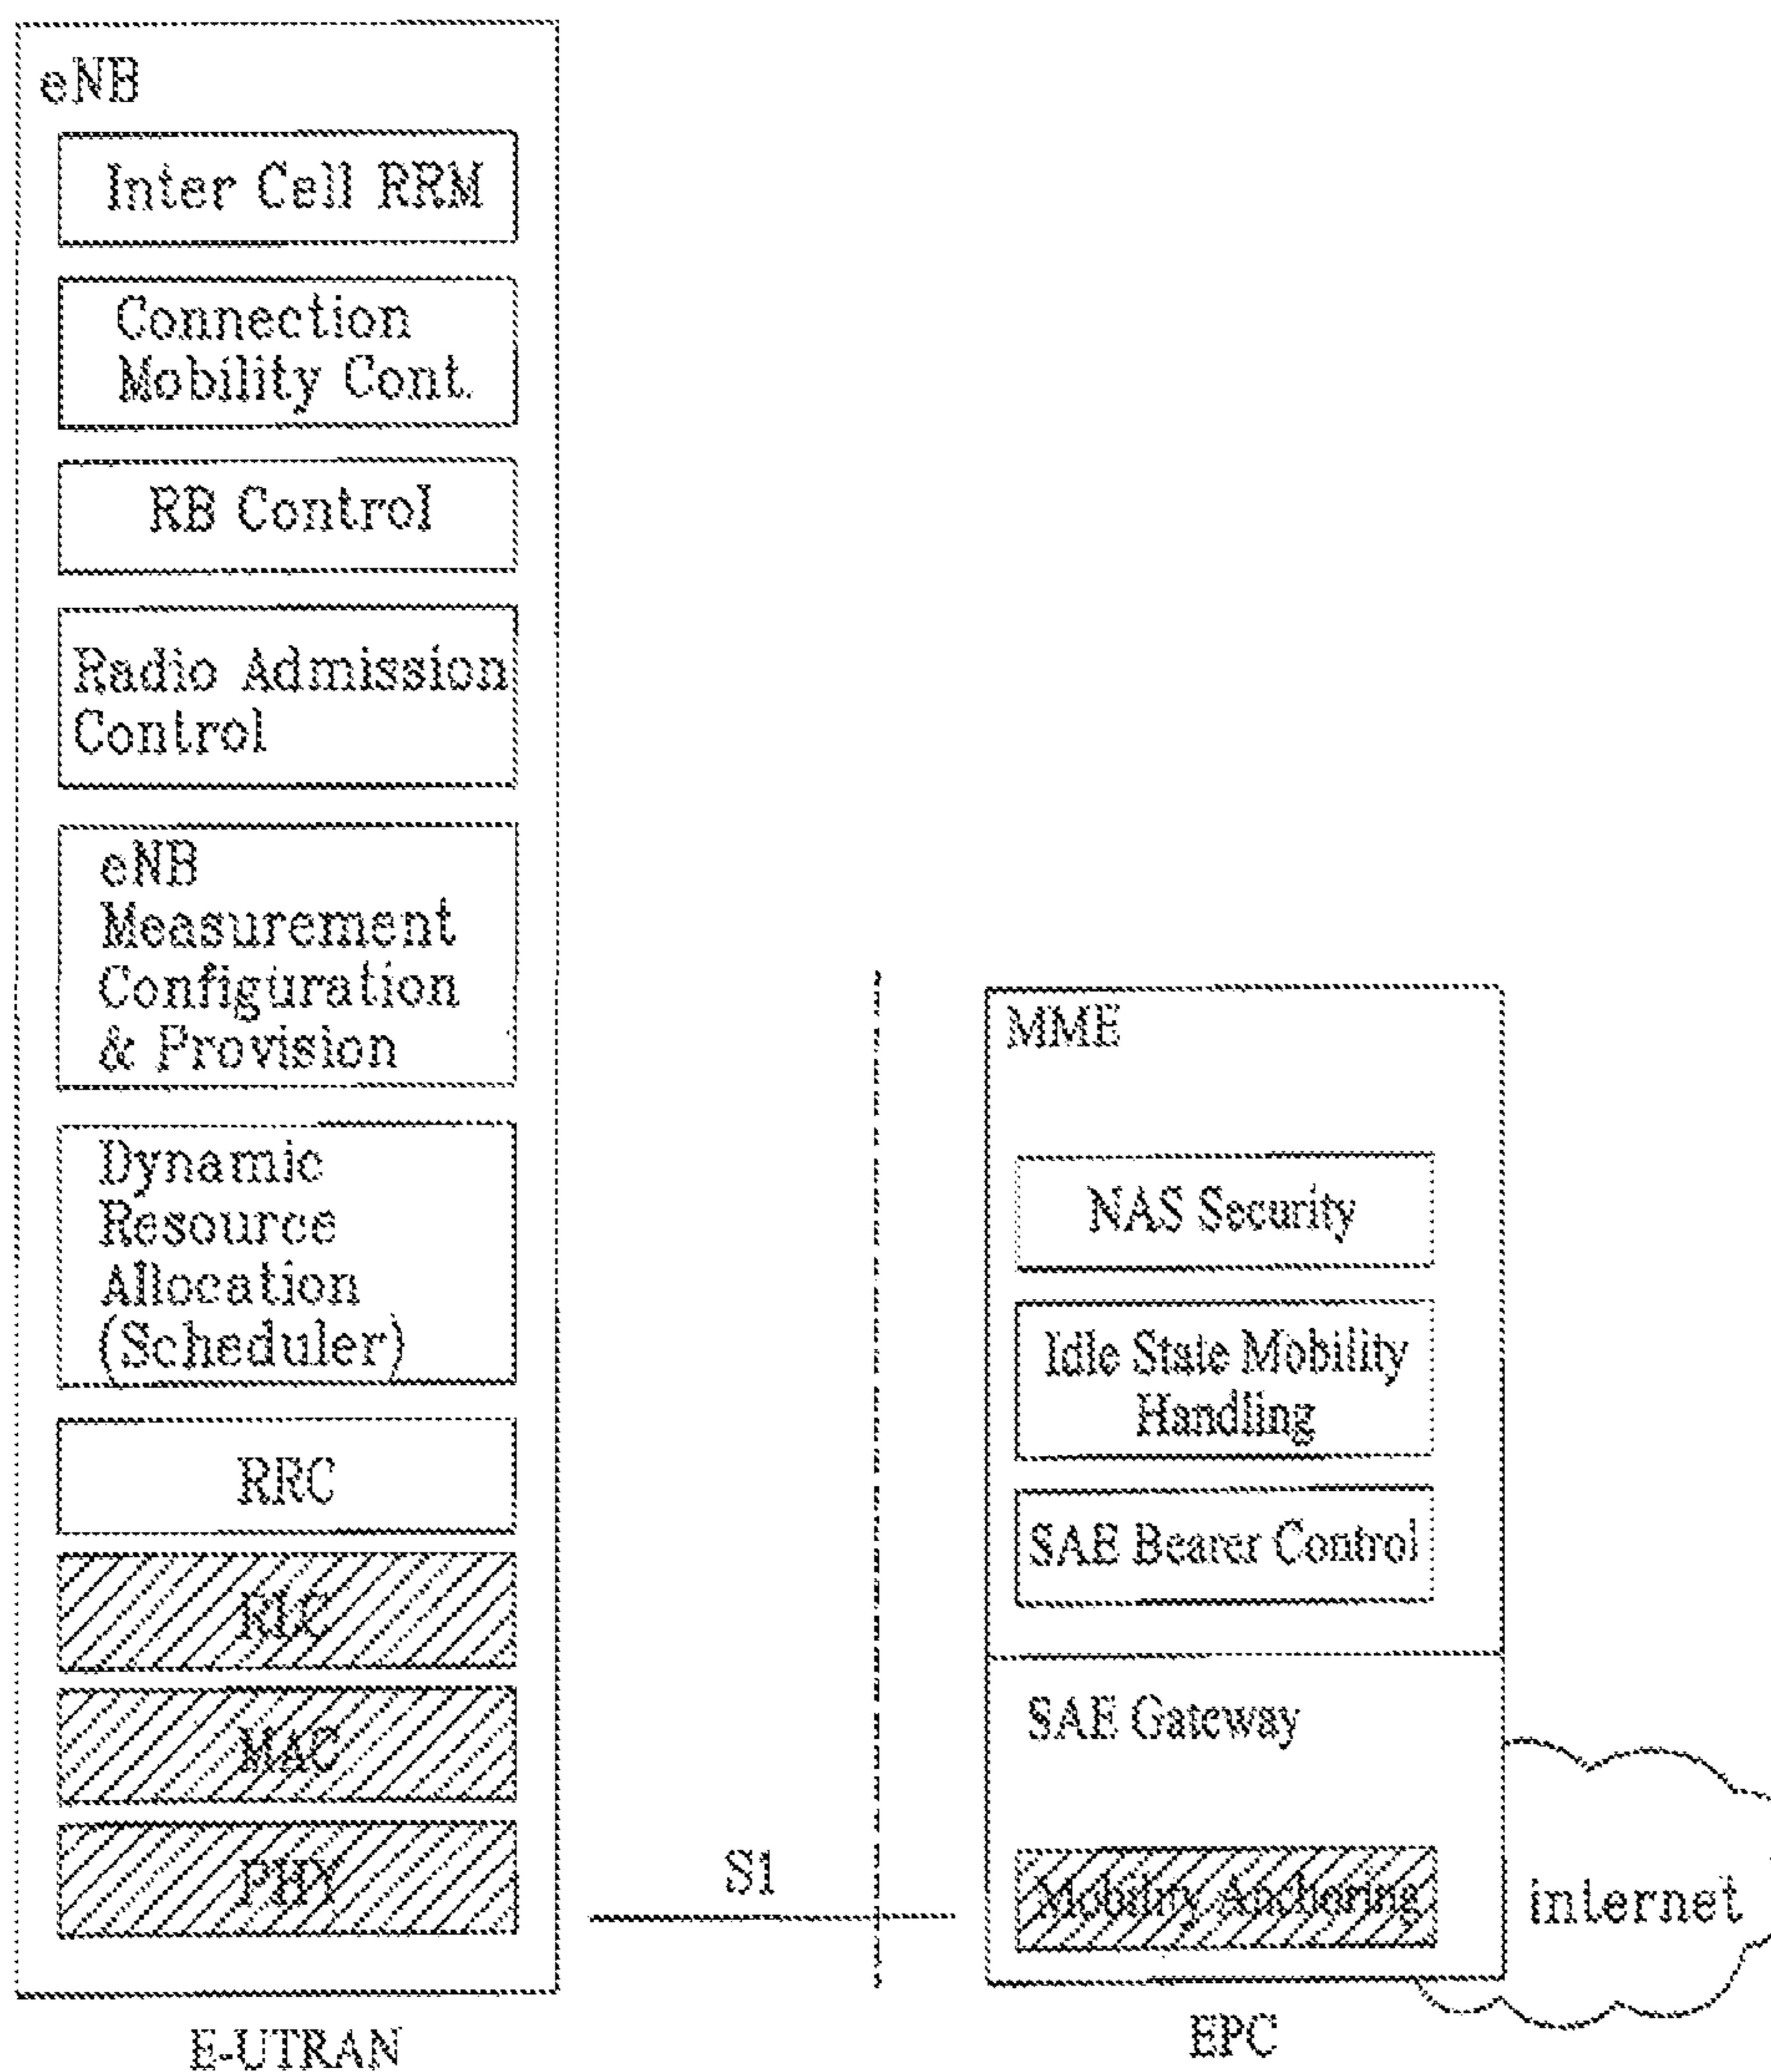 eNB
Inter Cell RRM
Connection
Mobility Cont.
RB Control
Radio Admission
Control
eNB
Measurement
Configuration
& Provision
Dynamic
Resource
Allocation
(Scheduler)
RRC
RLC
MAC
PHY
E-UTRAN
S1
MME
NAS Security
Idle State Mobility
Handling
SAE Bearer Control
SAE Gateway
Mobility Anchoring
EPC
internet